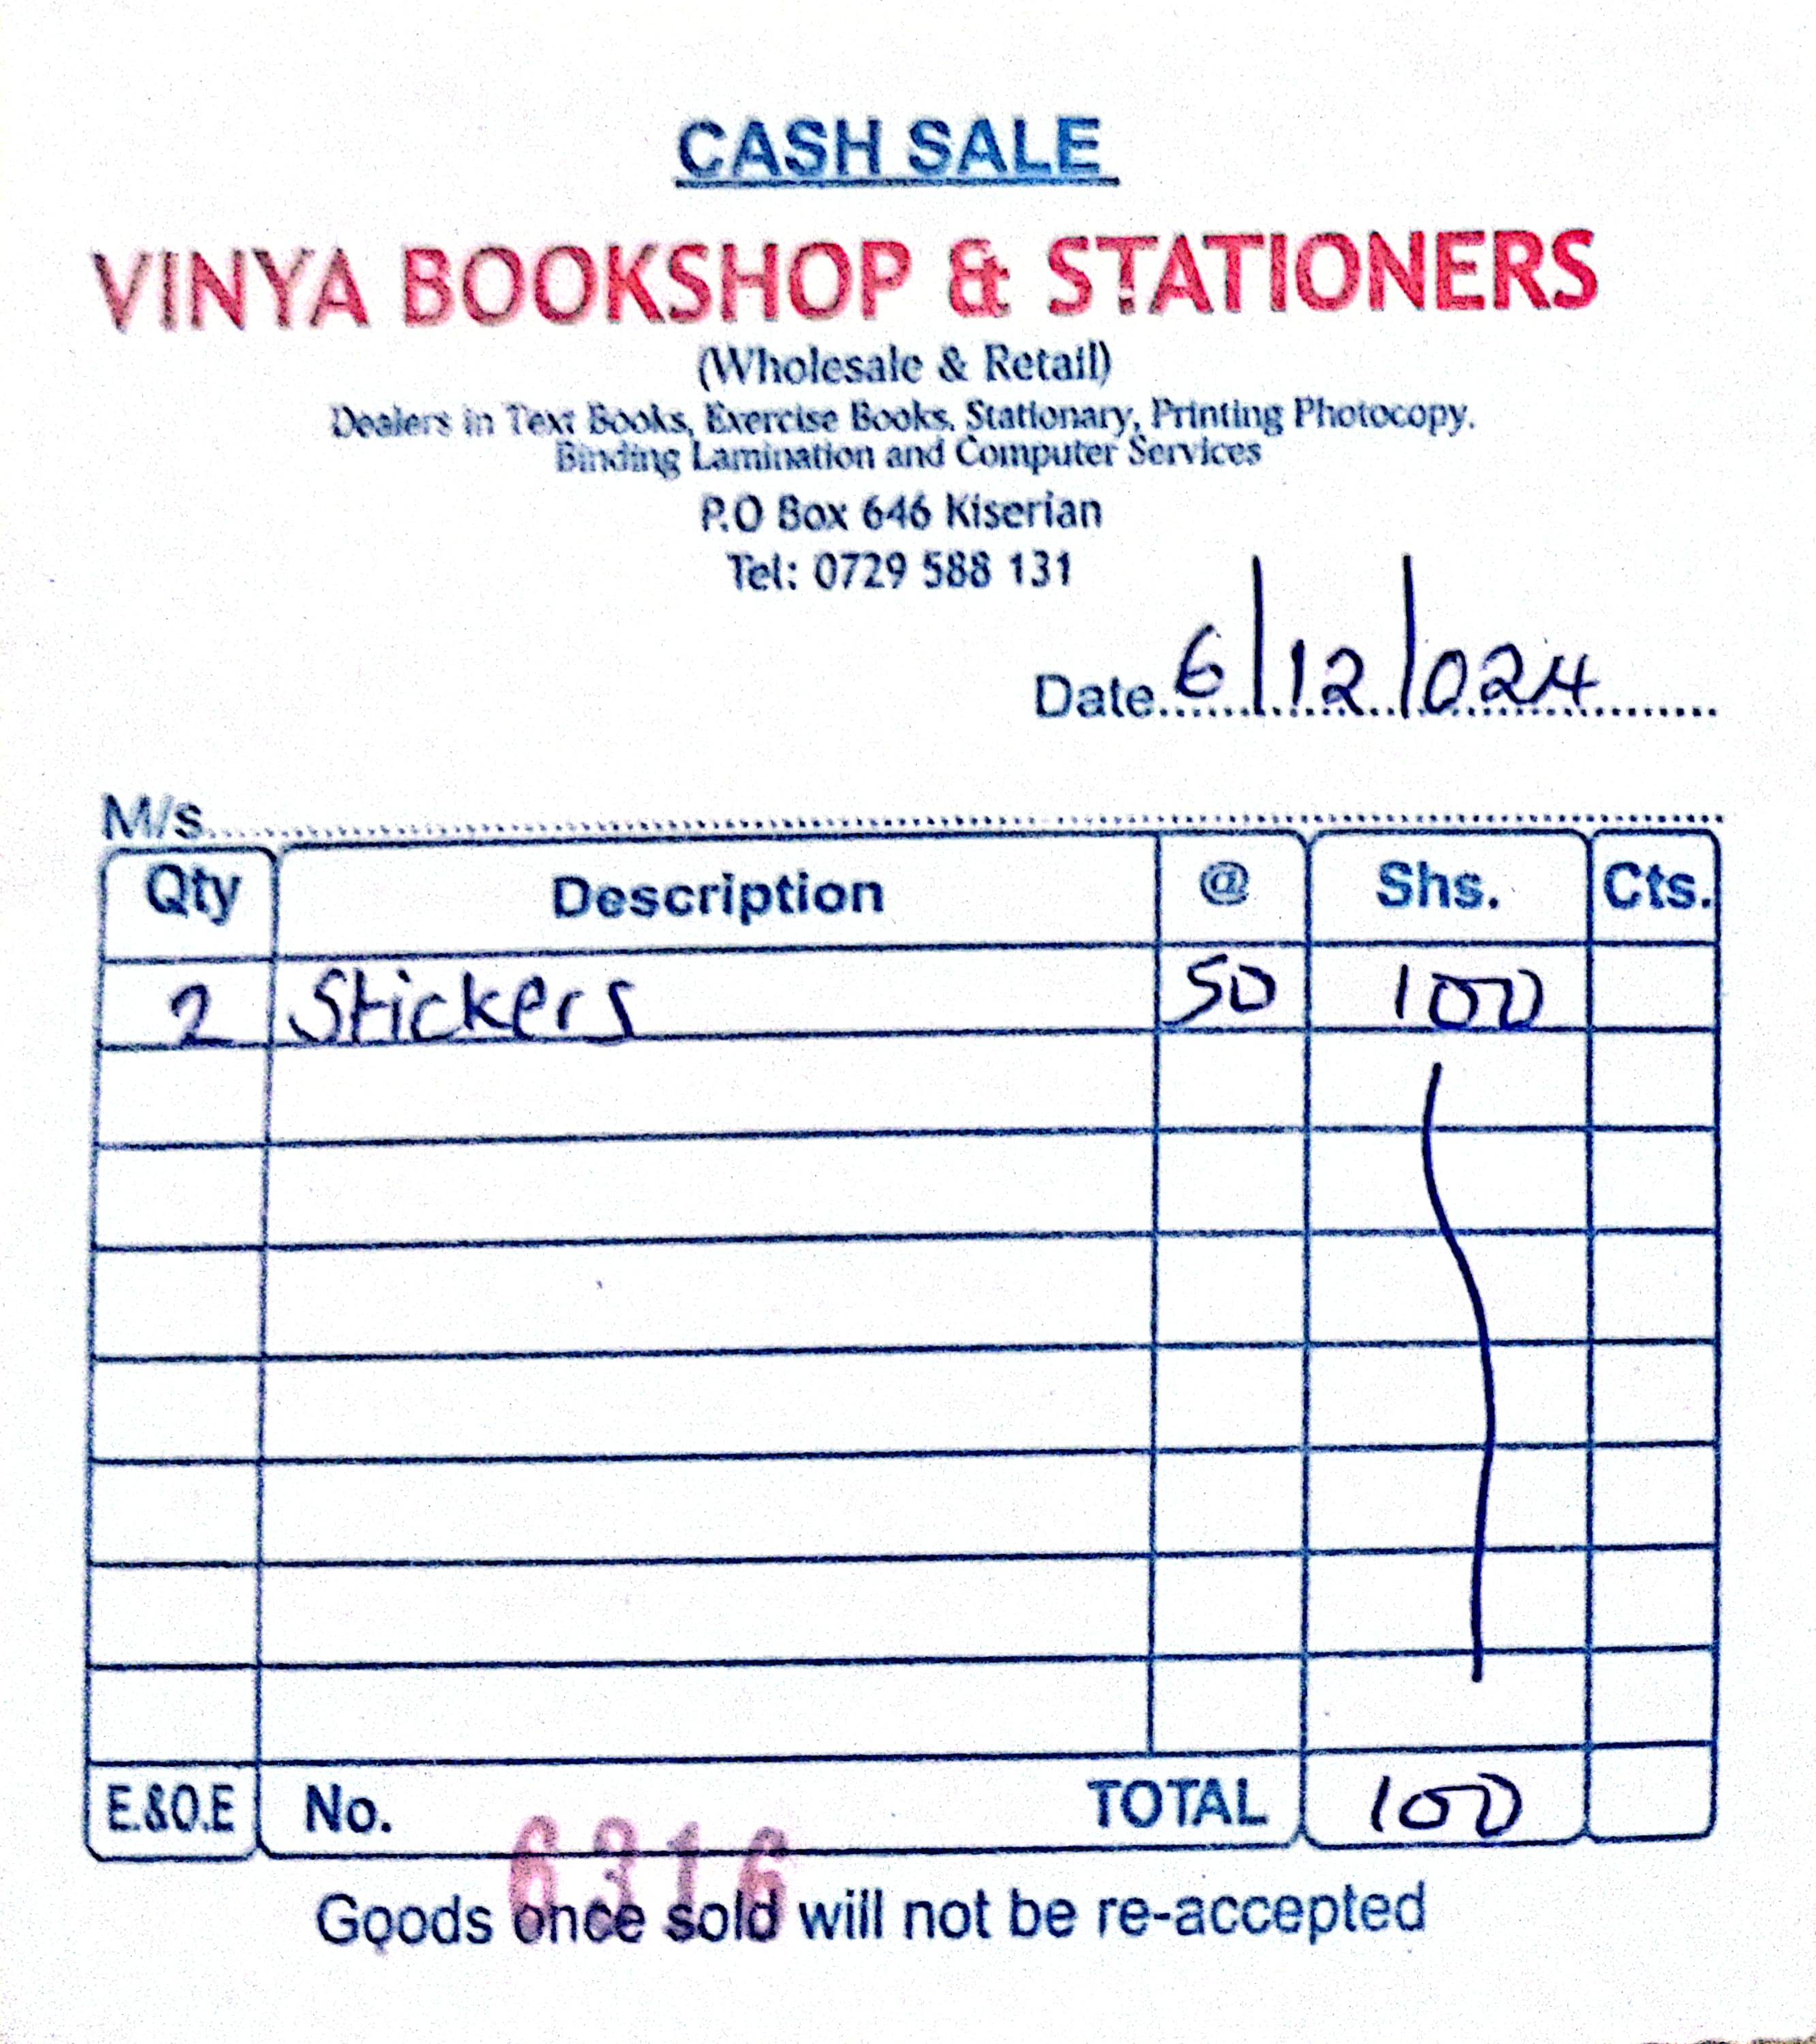 CASH SALE
VINYA BOOKSHOP & STATIONERS
(Wholesale & Retail)
Dealers in Text Books, Exercise Books, Stationary, Printing Photocopy,
Binding Lamination and Computer Services
P.O Box 646 Kiserian
Tel: 0729 588 131
Date 6/12/024
M/s
Qty Description @ Shs. Cts.
2 Stickers 50 100
E.&O.E No. TOTAL 100
6316
Goods once sold will not be re-accepted